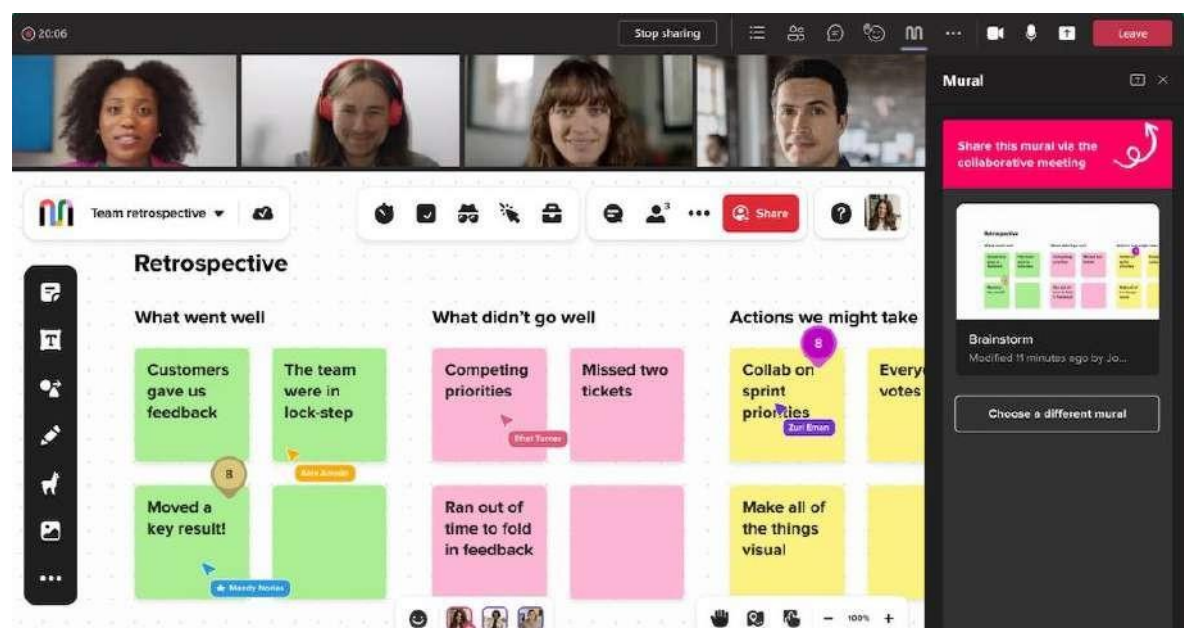 20:06
Stop sharing
Leave
Mural
Share this mural via the
collaborative meeting
Team retrospective
3
Share
?
Retrospective
What went well
What didn't go well
Actions we might take
8
Customers
gave us
feedback
The team
were in
lock-step
Competing
priorities
Missed two
tickets
Collab on
sprint
priorities
Every
votes
Zuri Eman
8
Moved a
key result!
Ran out of
time to fold
in feedback
Make all of
the things
visual
100%
Retrospective
Brainstorm
Modified 11 minutes ago by Jo...
Choose a different mural